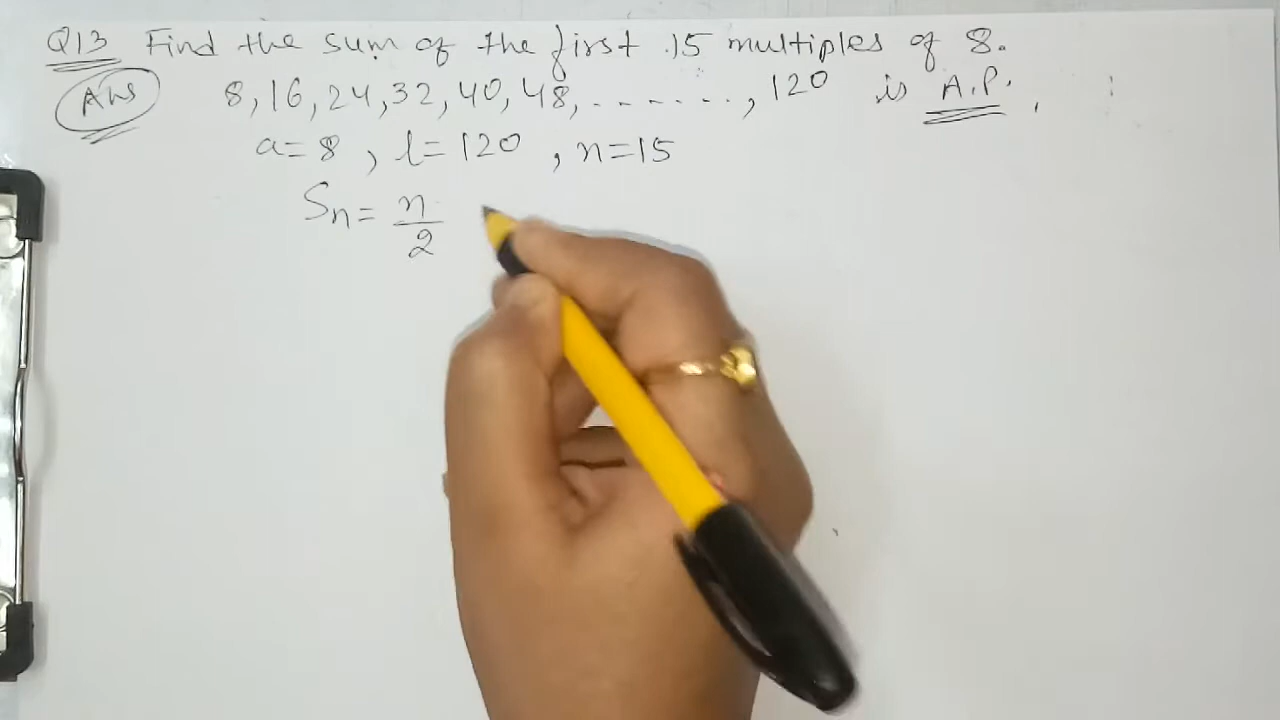 Q13 Find the sum of the first 15 multiples of 8.
Ans 8, 16, 24, 32, 40, 48, ......., 120 is A.P.,
a=8, l=120, n=15
Sn = n/2